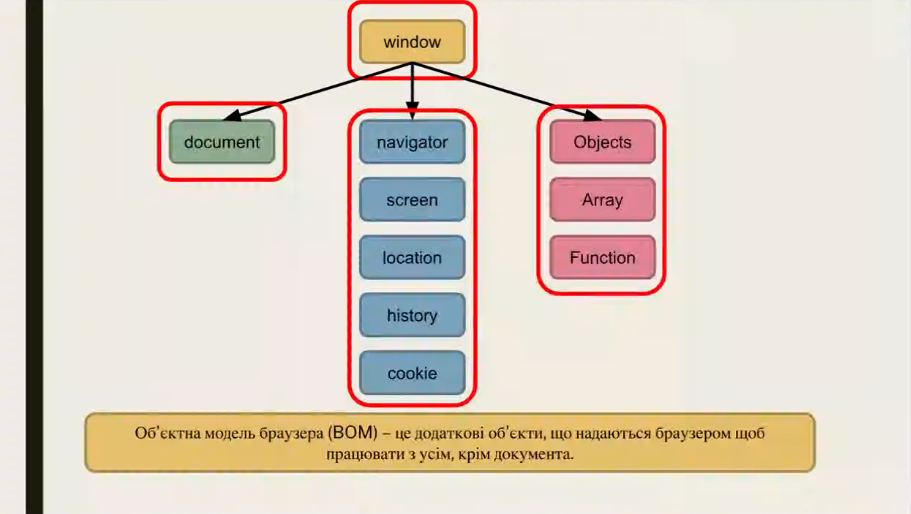 window
document
navigator
Objects
screen
Array
location
Function
history
cookie
Об’єктна модель браузера (BOM) – це додаткові об’єкти, що надаються браузером щоб
працювати з усім, крім документа.